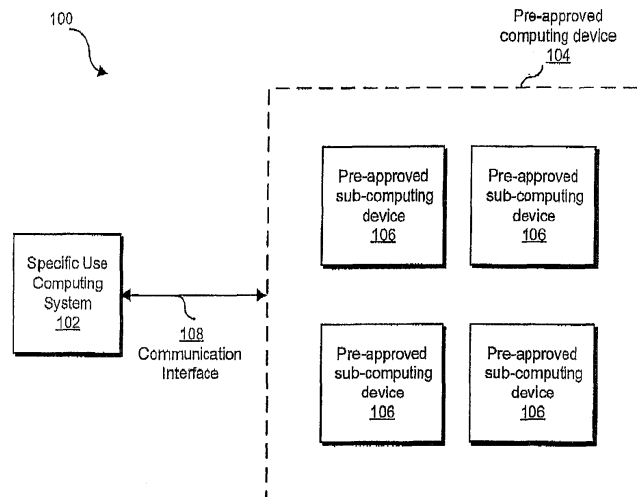 100
Pre-approved
computing device
104
Pre-approved
sub-computing
device
106
Pre-approved
sub-computing
device
106
Specific Use
Computing
System
102
108
Communication
Interface
Pre-approved
sub-computing
device
106
Pre-approved
sub-computing
device
106